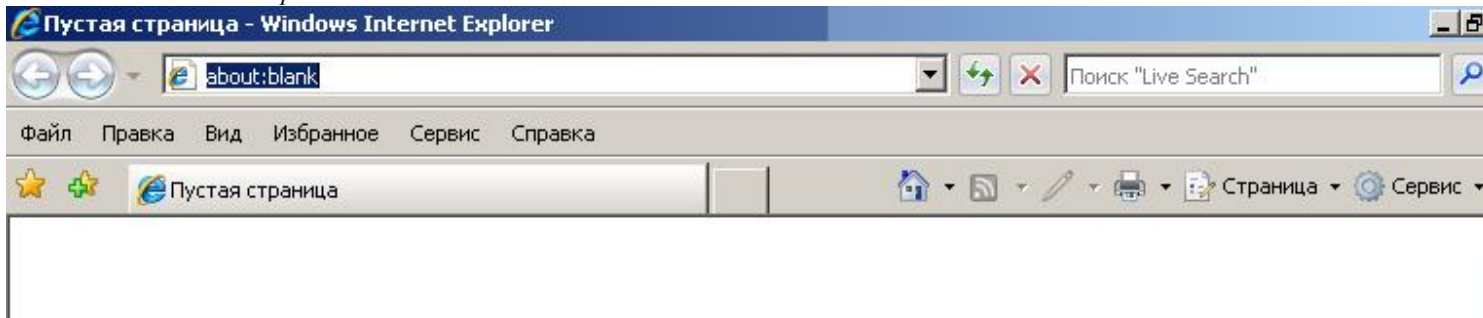 Пустая страница - Windows Internet Explorer
about:blank
Поиск "Live Search"
Файл Правка Вид Избранное Сервис Справка
Пустая страница
Страница Сервис